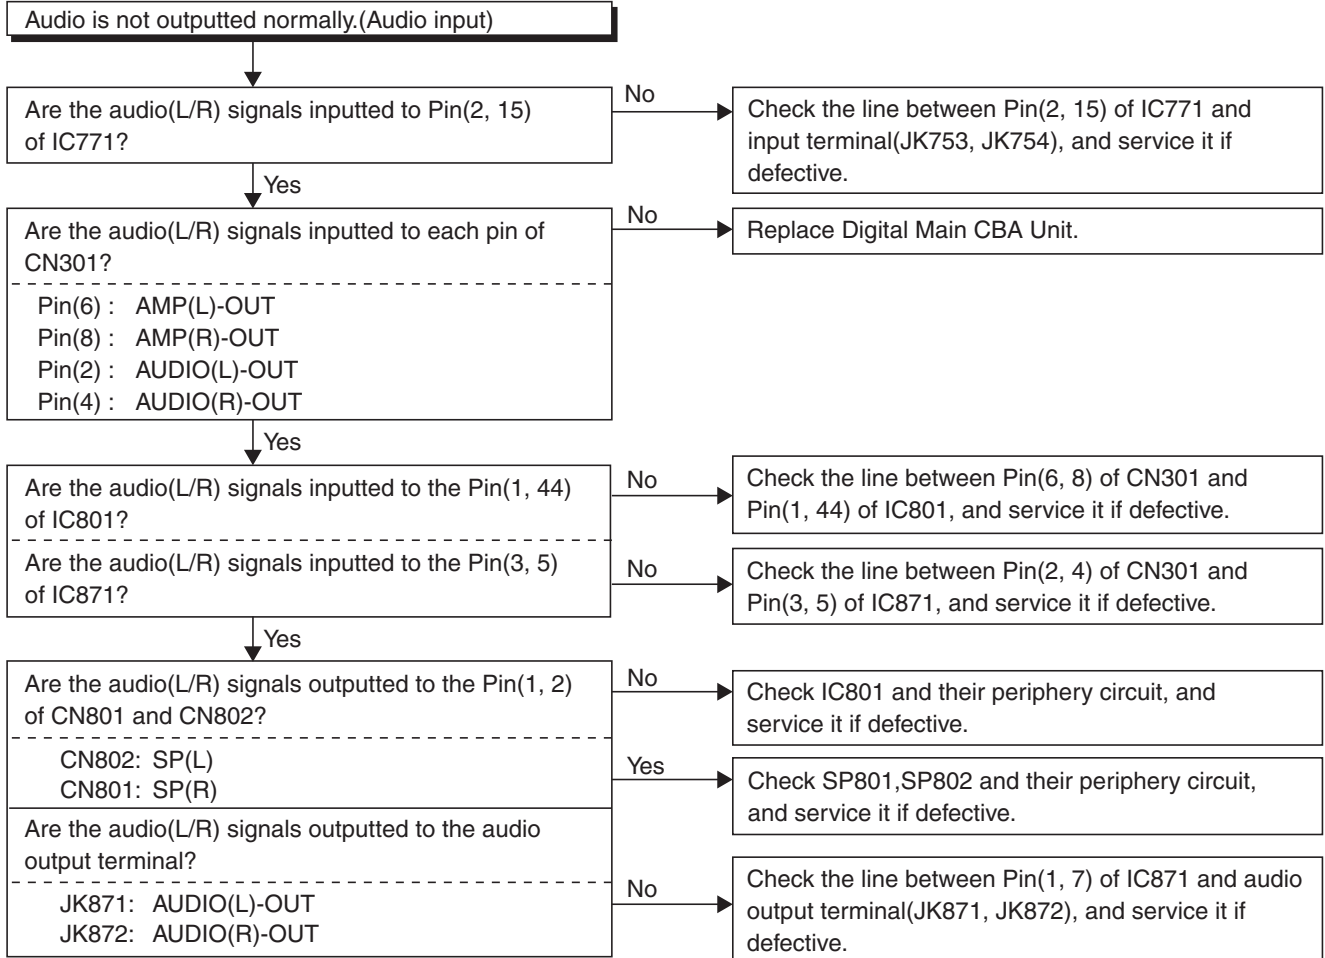 Audio is not outputted normally.(Audio input)
Are the audio(L/R) signals inputted to Pin(2, 15)
of IC771?
No
Check the line between Pin(2, 15) of IC771 and
input terminal(JK753, JK754), and service it if
defective.
Yes
Are the audio(L/R) signals inputted to each pin of
CN301?
Pin(6) : AMP(L)-OUT
Pin(8) : AMP(R)-OUT
Pin(2) : AUDIO(L)-OUT
Pin(4) : AUDIO(R)-OUT
No
Replace Digital Main CBA Unit.
Yes
Are the audio(L/R) signals inputted to the Pin(1, 44)
of IC801?
No
Check the line between Pin(6, 8) of CN301 and
Pin(1, 44) of IC801, and service it if defective.
Are the audio(L/R) signals inputted to the Pin(3, 5)
of IC871?
No
Check the line between Pin(2, 4) of CN301 and
Pin(3, 5) of IC871, and service it if defective.
Yes
Are the audio(L/R) signals outputted to the Pin(1, 2)
of CN801 and CN802?
No
Check IC801 and their periphery circuit, and
service it if defective.
CN802: SP(L)
CN801: SP(R)
Yes
Check SP801,SP802 and their periphery circuit,
and service it if defective.
Are the audio(L/R) signals outputted to the audio
output terminal?
JK871: AUDIO(L)-OUT
JK872: AUDIO(R)-OUT
No
Check the line between Pin(1, 7) of IC871 and audio
output terminal(JK871, JK872), and service it if
defective.